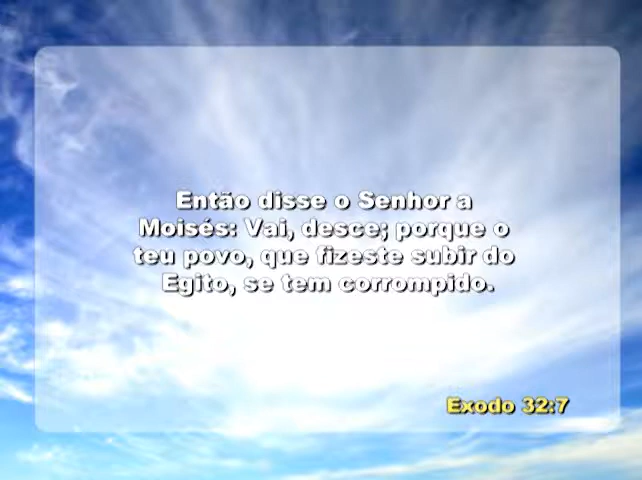 Então disse o Senhor a
Moisés: Vai, desce; porque o
teu povo, que fizeste subir do
Egito, se tem corrompido.
Exodo 32:7